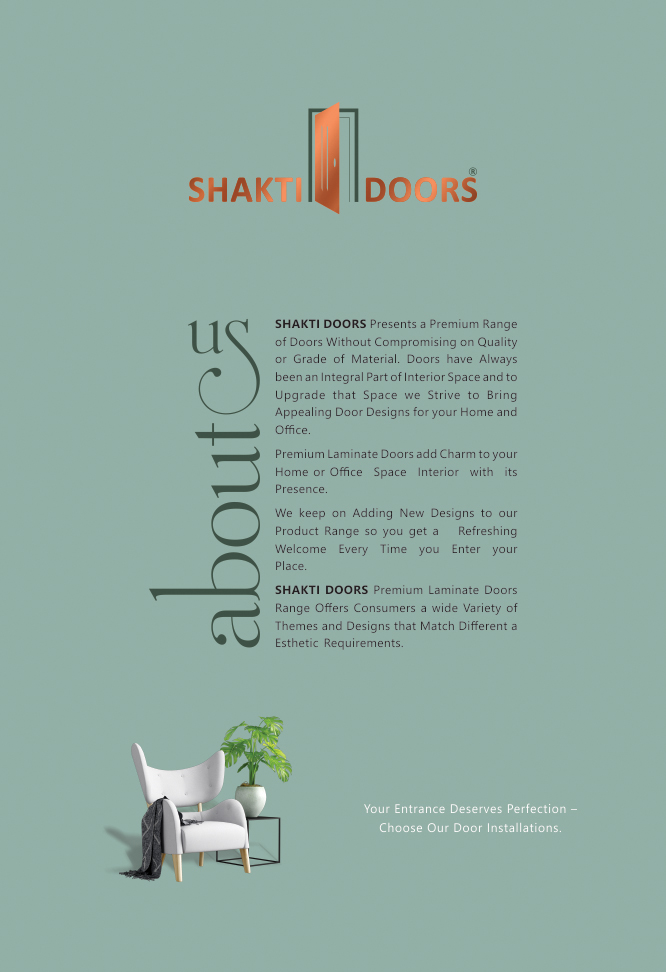 SHAKTI DOORS®
about us
SHAKTI DOORS Presents a Premium Range
of Doors Without Compromising on Quality
or Grade of Material. Doors have Always
been an Integral Part of Interior Space and to
Upgrade that Space we Strive to Bring
Appealing Door Designs for your Home and
Office.
Premium Laminate Doors add Charm to your
Home or Office Space Interior with its
Presence.
We keep on Adding New Designs to our
Product Range so you get a Refreshing
Welcome Every Time you Enter your
Place.
SHAKTI DOORS Premium Laminate Doors
Range Offers Consumers a wide Variety of
Themes and Designs that Match Different a
Esthetic Requirements.
Your Entrance Deserves Perfection –
Choose Our Door Installations.